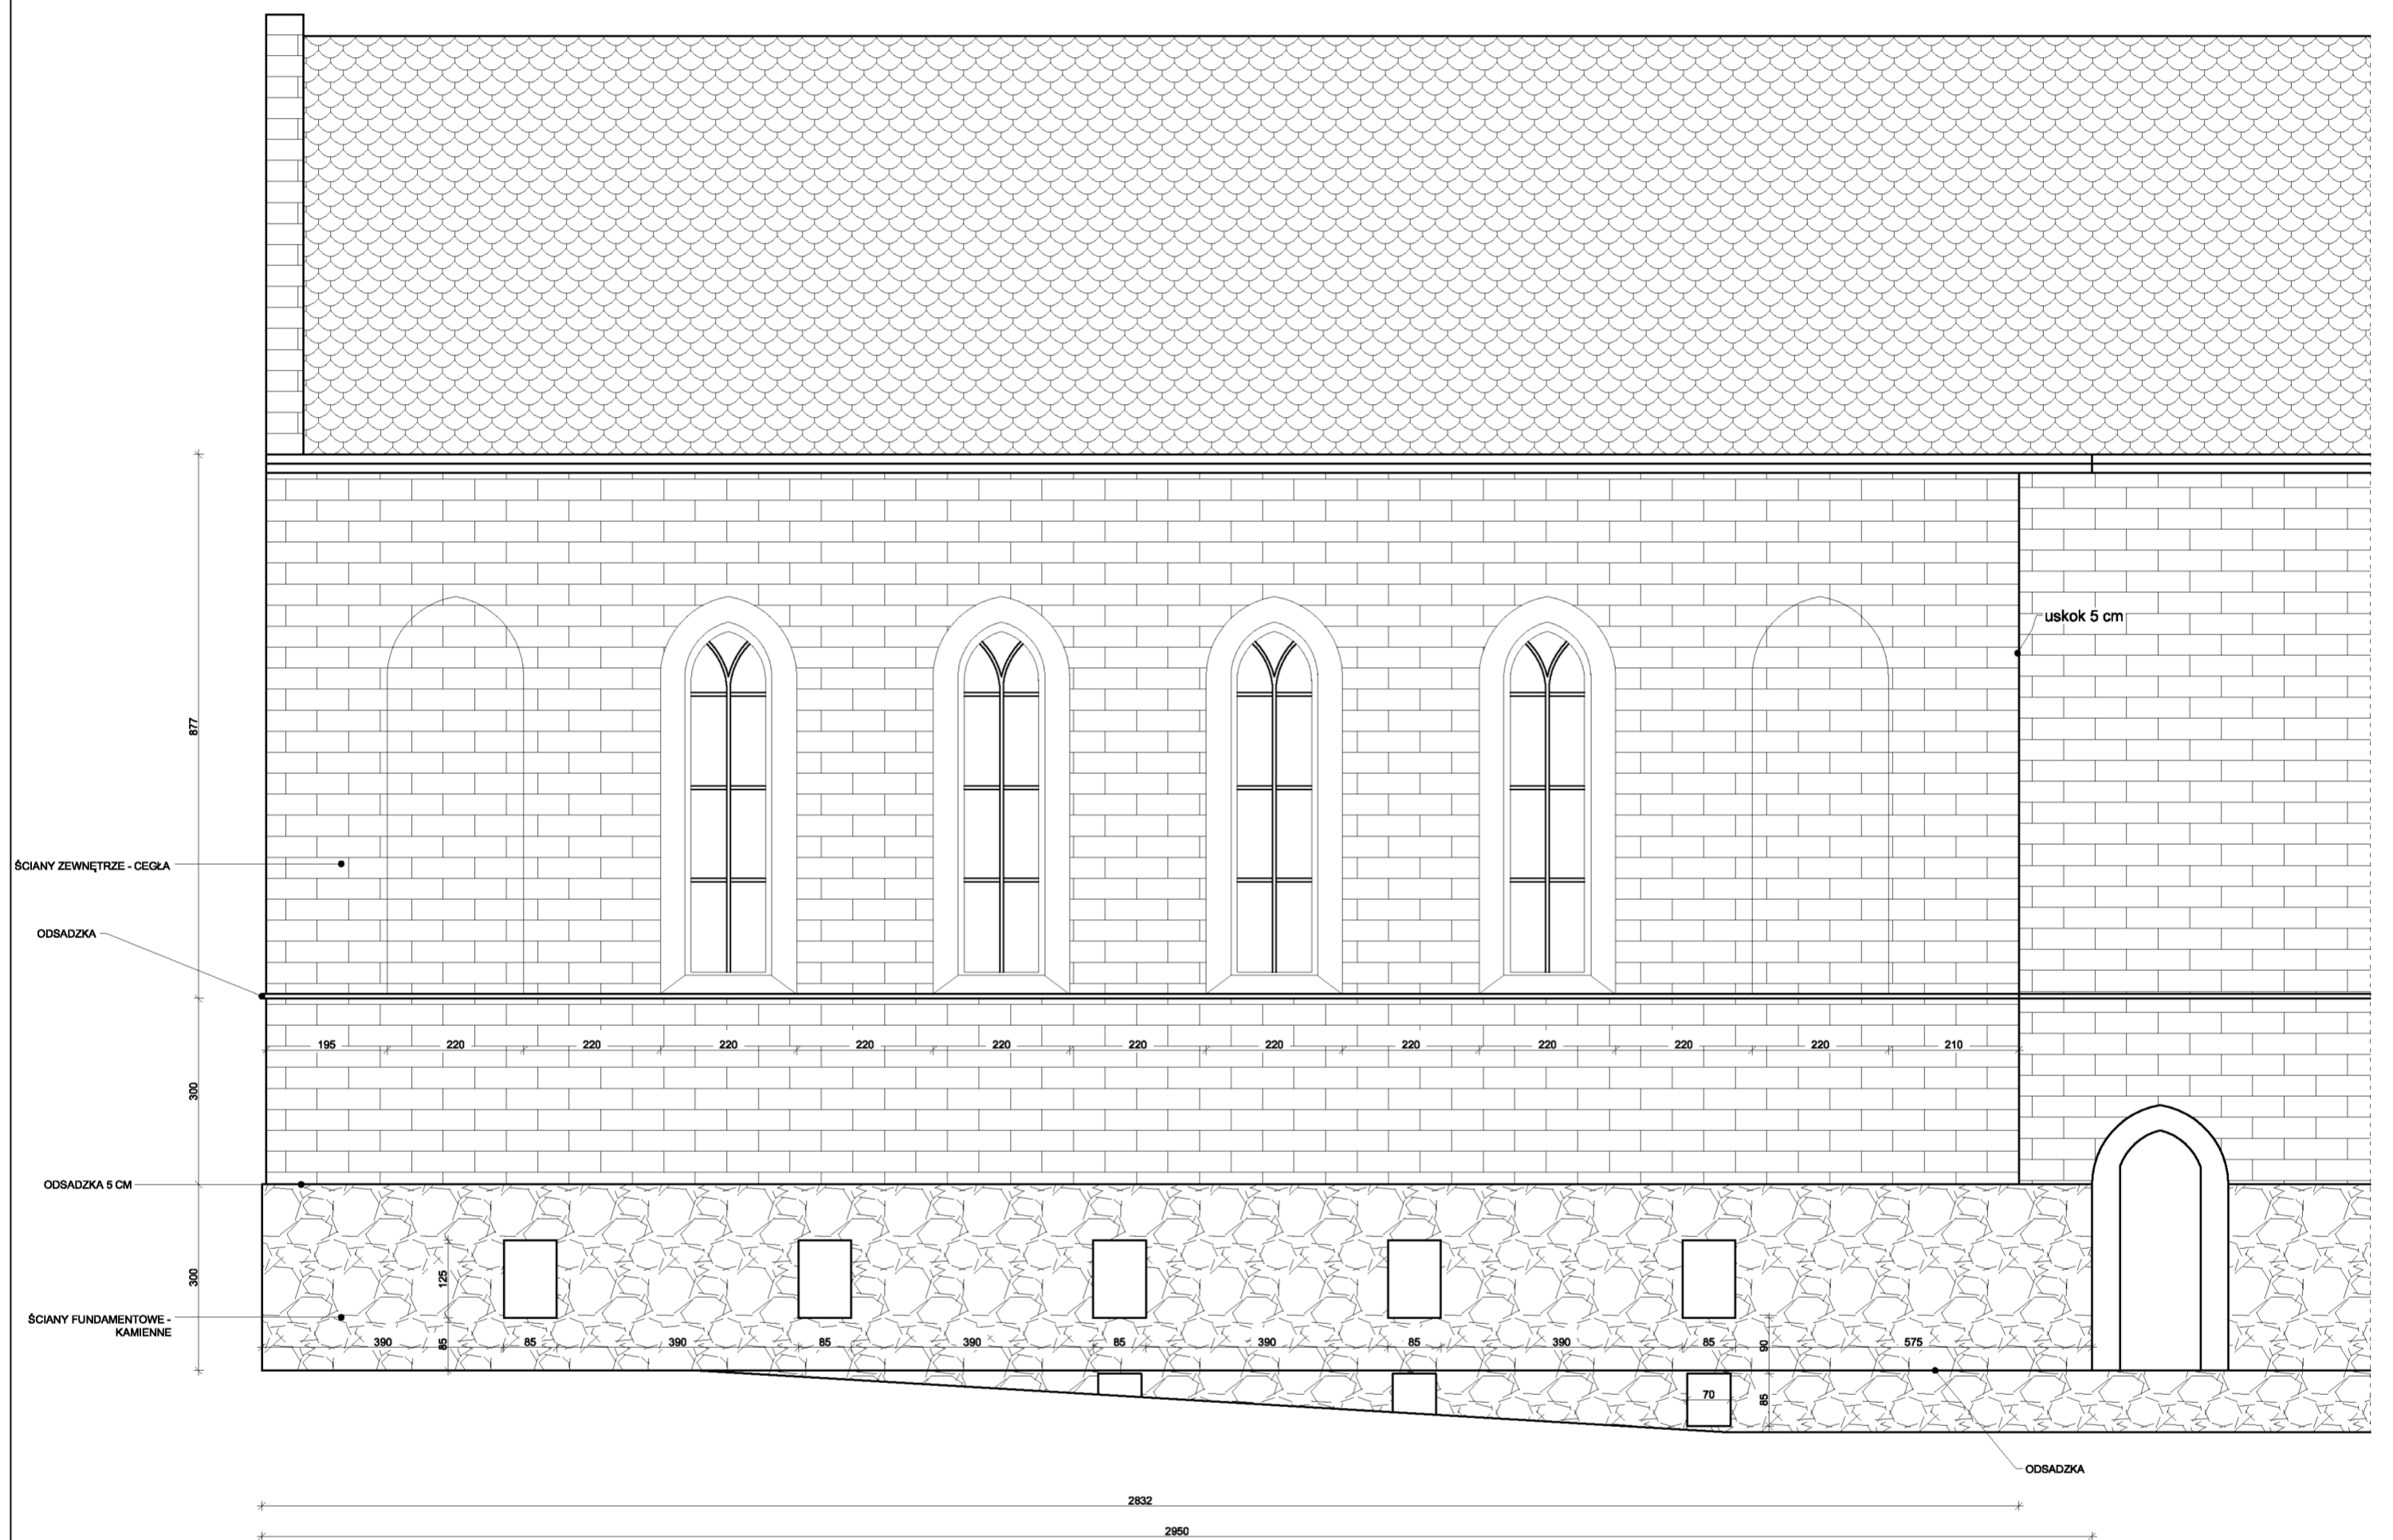 uskok 5 cm
877
ŚCIANY ZEWNĘTRZE - CEGŁA
ODSADZKA
195 220 220 220 220 220 220 220 220 220 220 220 210
300
ODSADZKA 5 CM
300
125
ŚCIANY FUNDAMENTOWE -
KAMIENNE
390 85 390 85 390 85 390 85 390 85 575
85
90
70
85
ODSADZKA
2832
2950